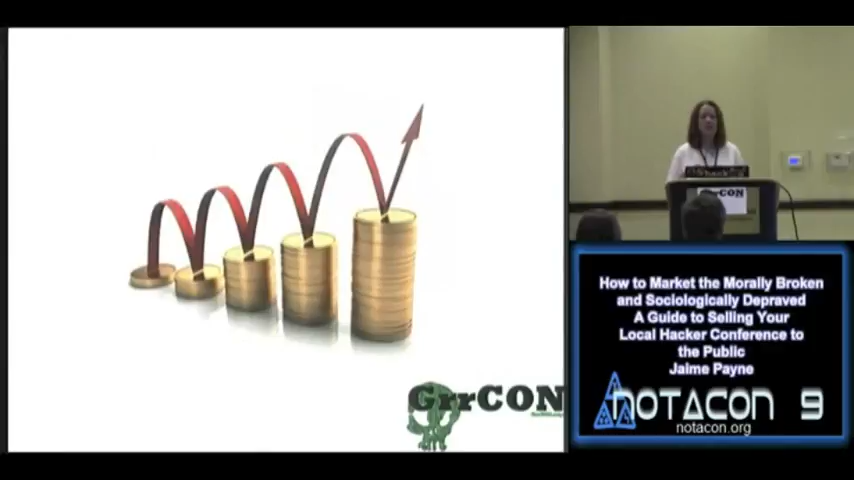 GrrCON
GrrCON
How to Market the Morally Broken
and Sociologically Depraved
A Guide to Selling Your
Local Hacker Conference to
the Public
Jaime Payne
NOTACON 9
notacon.org